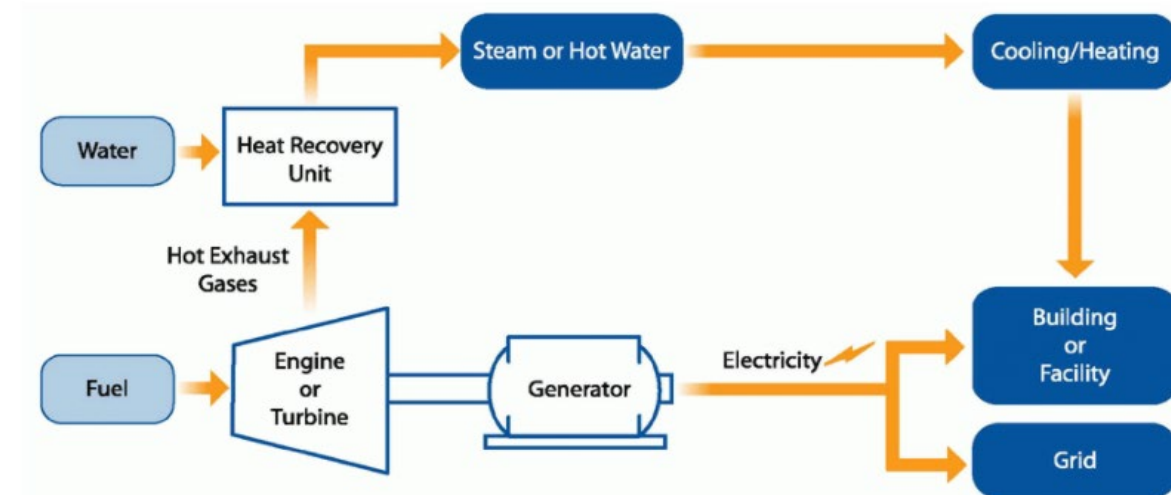 Steam or Hot Water
Cooling/Heating
Water
Heat Recovery
Unit
Hot Exhaust
Gases
Fuel
Engine
or
Turbine
Generator
Electricity
Building
or
Facility
Grid